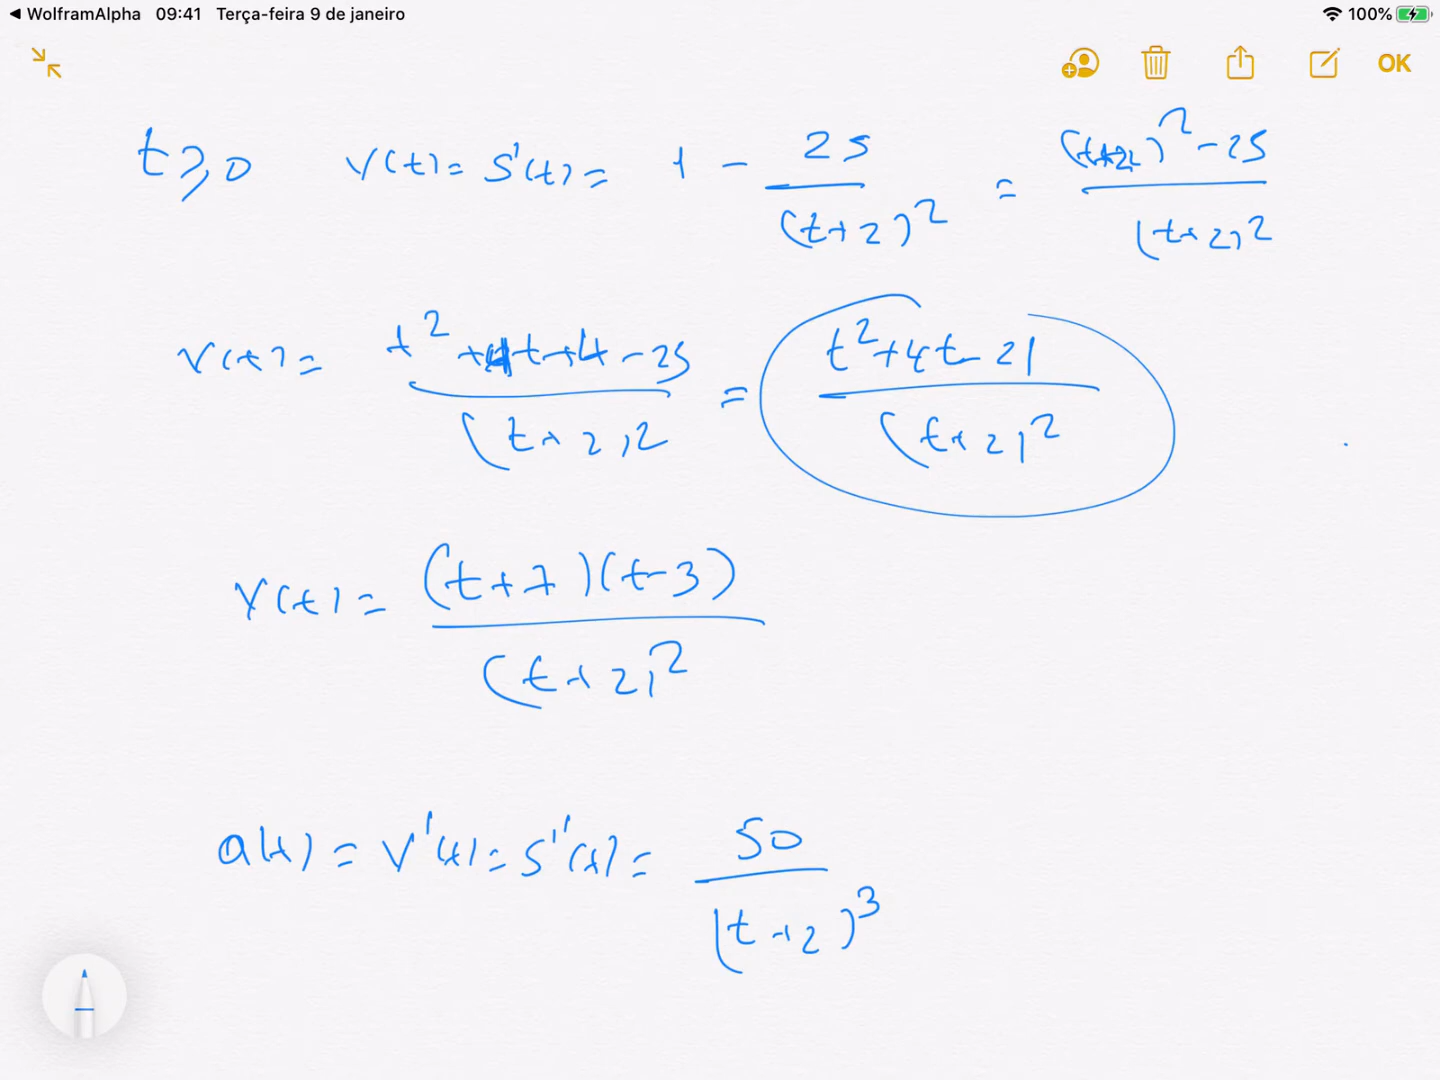 ◀ WolframAlpha 09:41 Terça-feira 9 de janeiro 100%
OK
t ≥ 0 v(t) = s'(t) = 1 - 25/(t+2)² = ((t+2)² - 25)/(t+2)²
v(t) = (t² + 4t + 4 - 25)/(t+2)² = (t² + 4t - 21)/(t+2)²
v(t) = (t+7)(t-3)/(t+2)²
a(t) = v'(t) = s''(t) = 50/(t+2)³